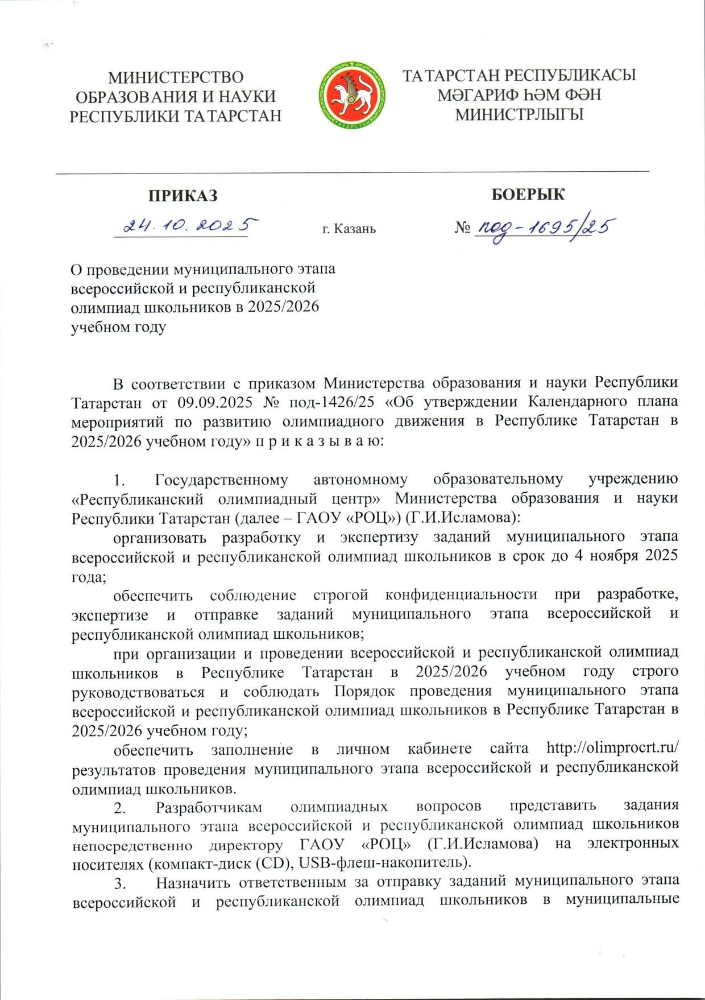 МИНИСТЕРСТВО
ОБРАЗОВАНИЯ И НАУКИ
РЕСПУБЛИКИ ТАТАРСТАН
ТАТАРСТАН
ТАТАРСТАН РЕСПУБЛИКАСЫ
МӘГАРИФ ҺӘМ ФӘН
МИНИСТРЛЫГЫ
ПРИКАЗ
БОЕРЫК
24.10.2025
г. Казань
№ под-1695/25
О проведении муниципального этапа
всероссийской и республиканской
олимпиад школьников в 2025/2026
учебном году
В соответствии с приказом Министерства образования и науки Республики
Татарстан от 09.09.2025 № под-1426/25 «Об утверждении Календарного плана
мероприятий по развитию олимпиадного движения в Республике Татарстан в
2025/2026 учебном году» п р и к а з ы в а ю:
1. Государственному автономному образовательному учреждению
«Республиканский олимпиадный центр» Министерства образования и науки
Республики Татарстан (далее – ГАОУ «РОЦ») (Г.И.Исламова):
организовать разработку и экспертизу заданий муниципального этапа
всероссийской и республиканской олимпиад школьников в срок до 4 ноября 2025
года;
обеспечить соблюдение строгой конфиденциальности при разработке,
экспертизе и отправке заданий муниципального этапа всероссийской и
республиканской олимпиад школьников;
при организации и проведении всероссийской и республиканской олимпиад
школьников в Республике Татарстан в 2025/2026 учебном году строго
руководствоваться и соблюдать Порядок проведения муниципального этапа
всероссийской и республиканской олимпиад школьников в Республике Татарстан в
2025/2026 учебном году;
обеспечить заполнение в личном кабинете сайта http://olimprocrt.ru/
результатов проведения муниципального этапа всероссийской и республиканской
олимпиад школьников.
2. Разработчикам олимпиадных вопросов представить задания
муниципального этапа всероссийской и республиканской олимпиад школьников
непосредственно директору ГАОУ «РОЦ» (Г.И.Исламова) на электронных
носителях (компакт-диск (CD), USB-флеш-накопитель).
3. Назначить ответственным за отправку заданий муниципального этапа
всероссийской и республиканской олимпиад школьников в муниципальные